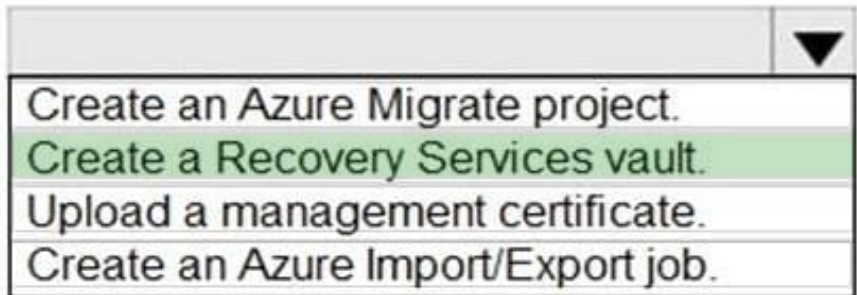 Create an Azure Migrate project.
Create a Recovery Services vault.
Upload a management certificate.
Create an Azure Import/Export job.